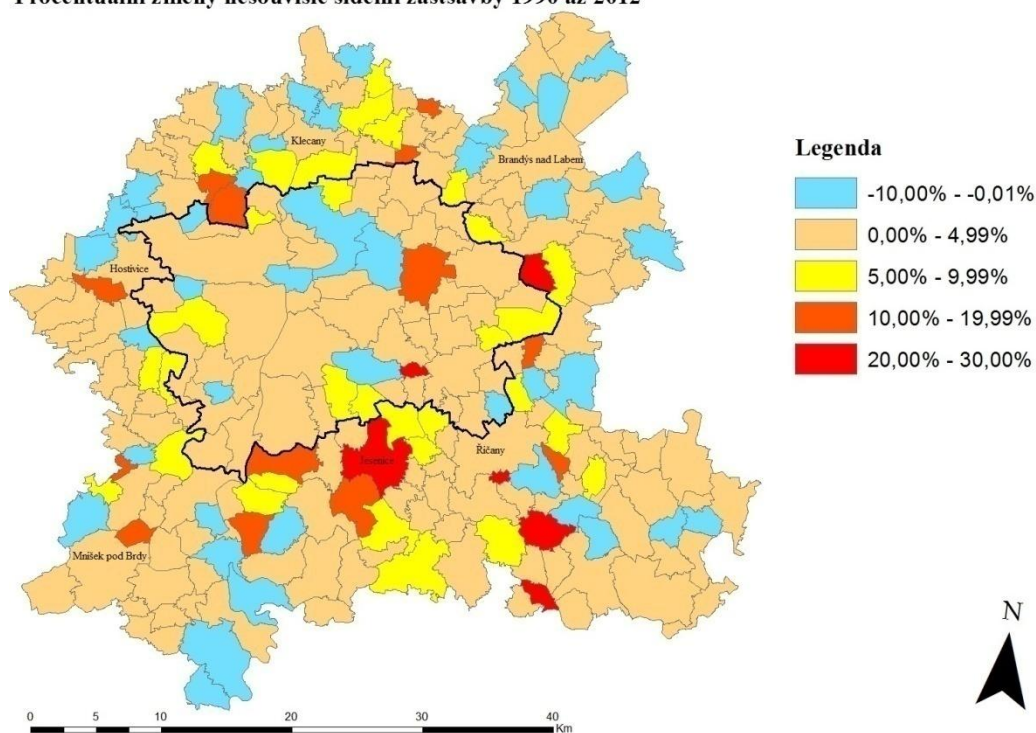 Procentuální změny nesouvislé sídelní zástsavby 1990 až 2012
Klecany
Brandýs nad Labem
Hostivice
Jesenice
Říčany
Mníšek pod Brdy
Legenda
-10,00% - -0,01%
0,00% - 4,99%
5,00% - 9,99%
10,00% - 19,99%
20,00% - 30,00%
N
0 5 10 20 30 40
Km